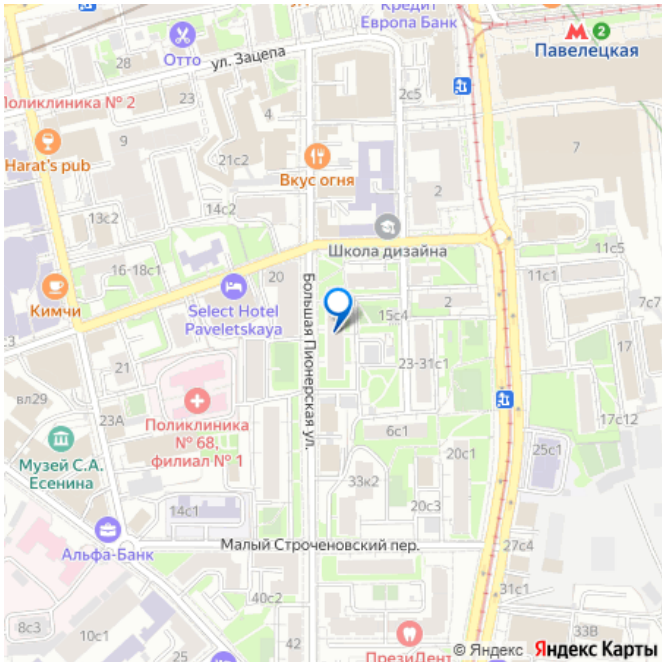 Кредит
Европа Банк
2
Павелецкая
Отто
28
ул. Зацепа
Поликлиника № 2
23
2с5
Harat's pub
9
21с2
Вкус огня
7
2
13с2
14с2
Школа дизайна
16-18с1
20
11с5
11с1
Кимчи
Select Hotel
Paveletskaya
Большая Пионерская ул.
2
15с4
7с7
17
21
23-31с1
вл29
23А
Поликлиника
№ 68,
филиал № 1
17с12
6с1
Музей С.А.
Есенина
20с1
25с1
33к2
14с1
20с3
Альфа-Банк
Малый Строченовский пер.
27с4
31с1
8с3
10с1
40
42
33В
ПрезиДент
© Яндекс Яндекс Карты